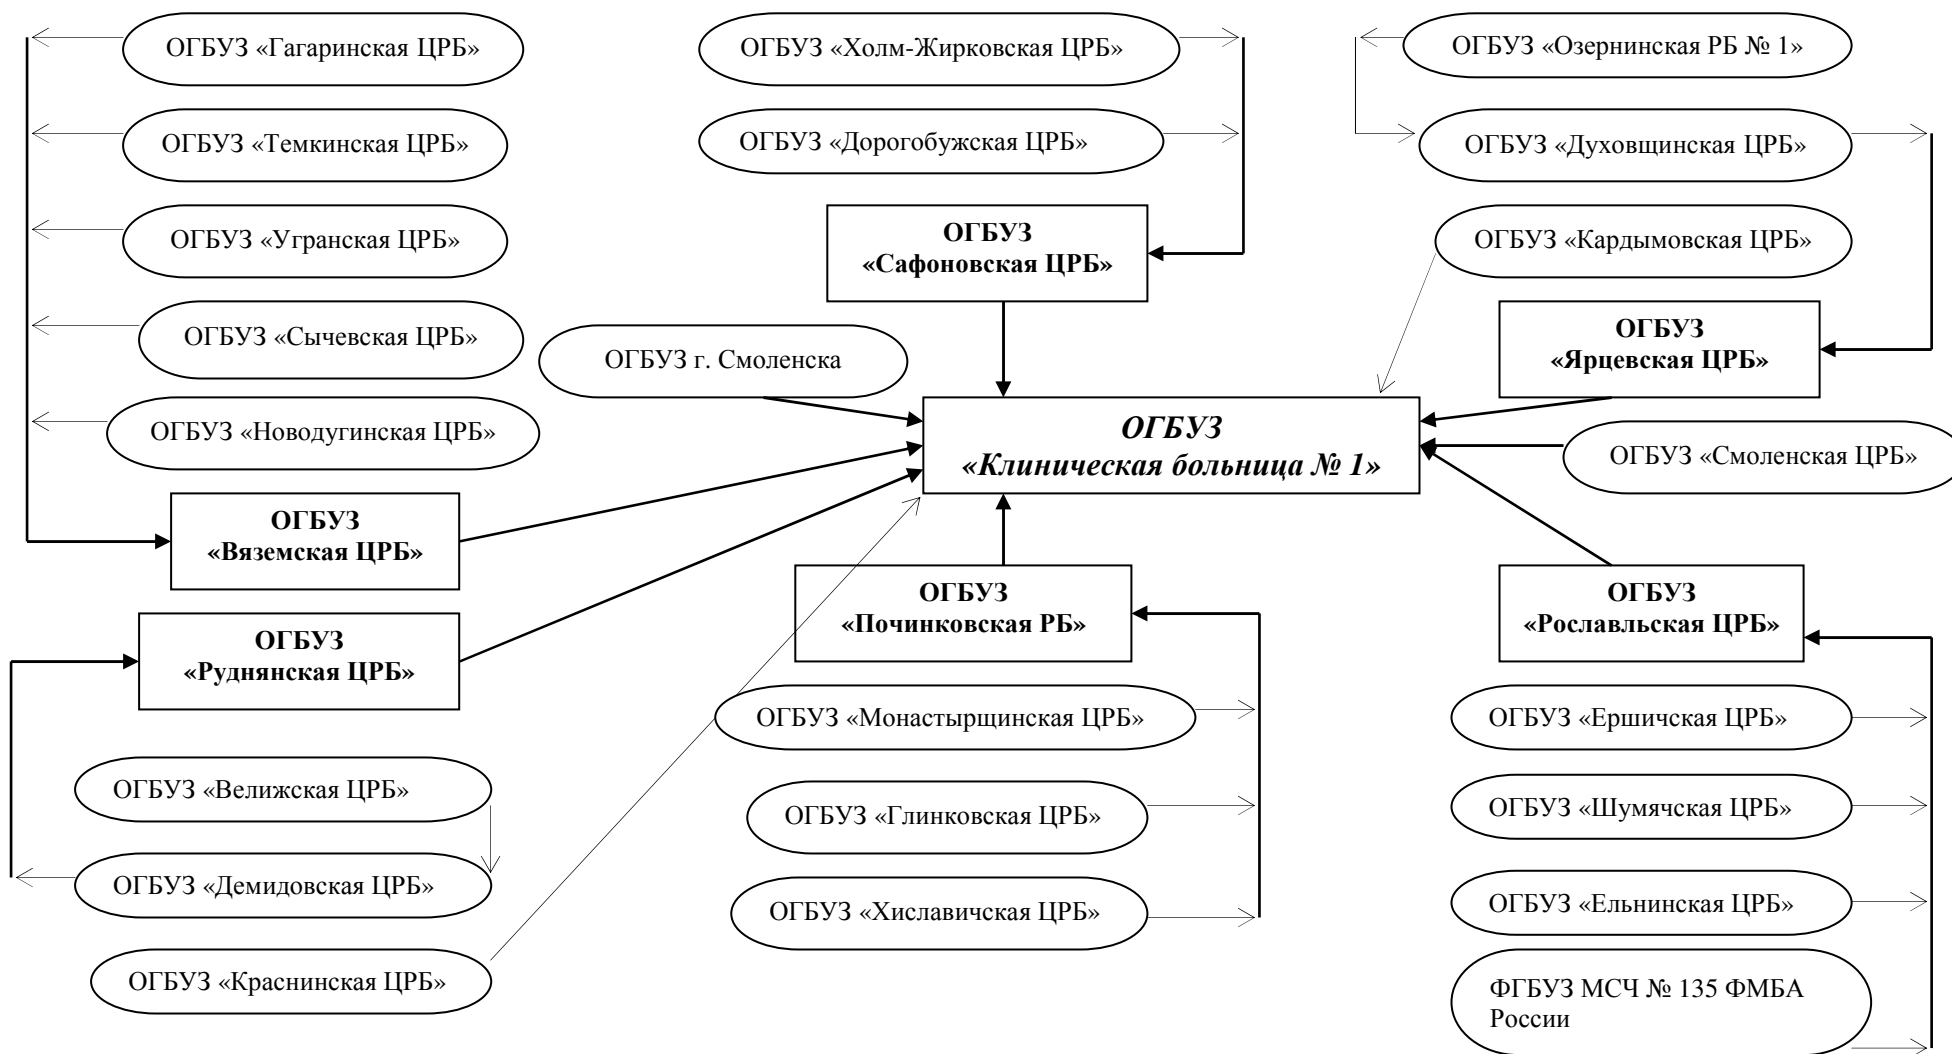 ОГБУЗ «Гагаринская ЦРБ»
ОГБУЗ «Темкинская ЦРБ»
ОГБУЗ «Угранская ЦРБ»
ОГБУЗ «Сычевская ЦРБ»
ОГБУЗ «Новодугинская ЦРБ»
ОГБУЗ
«Вяземская ЦРБ»
ОГБУЗ
«Руднянская ЦРБ»
ОГБУЗ «Велижская ЦРБ»
ОГБУЗ «Демидовская ЦРБ»
ОГБУЗ «Краснинская ЦРБ»
ОГБУЗ «Холм-Жирковская ЦРБ»
ОГБУЗ «Дорогобужская ЦРБ»
ОГБУЗ
«Сафоновская ЦРБ»
ОГБУЗ г. Смоленска
ОГБУЗ
«Клиническая больница № 1»
ОГБУЗ
«Починковская РБ»
ОГБУЗ «Монастырщинская ЦРБ»
ОГБУЗ «Глинковская ЦРБ»
ОГБУЗ «Хиславичская ЦРБ»
ОГБУЗ «Озернинская РБ № 1»
ОГБУЗ «Духовщинская ЦРБ»
ОГБУЗ «Кардымовская ЦРБ»
ОГБУЗ
«Ярцевская ЦРБ»
ОГБУЗ «Смоленская ЦРБ»
ОГБУЗ
«Рославльская ЦРБ»
ОГБУЗ «Ершичская ЦРБ»
ОГБУЗ «Шумячская ЦРБ»
ОГБУЗ «Ельнинская ЦРБ»
ФГБУЗ МСЧ № 135 ФМБА
России